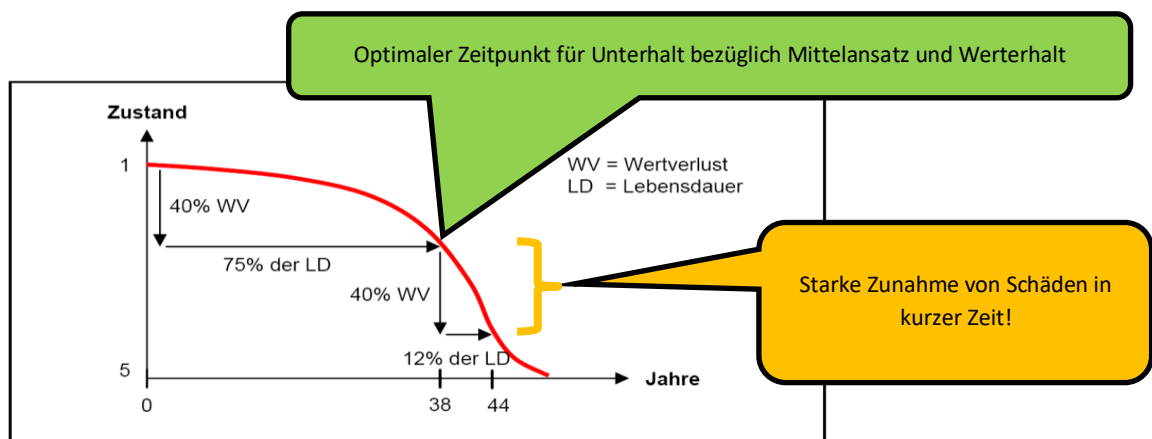 Optimaler Zeitpunkt für Unterhalt bezüglich Mittelansatz und Werterhalt
Zustand
1
WV = Wertverlust
LD = Lebensdauer
40% WV
75% der LD
40% WV
Starke Zunahme von Schäden in
kurzer Zeit!
12% der LD
5
Jahre
0
38
44